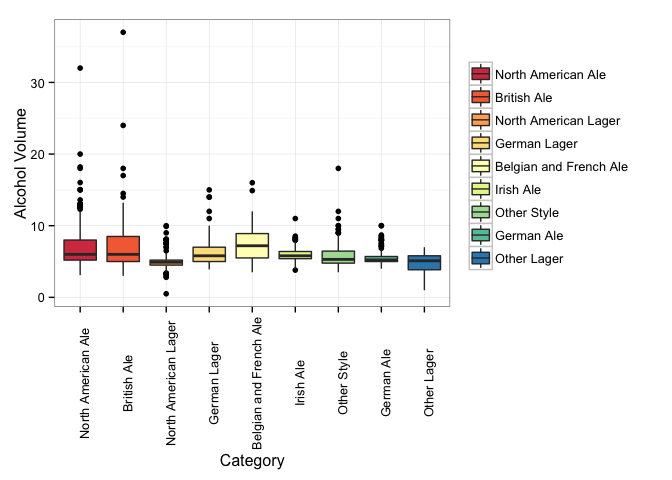 Alcohol Volume
30
20
10
0
North American Ale
British Ale
North American Lager
German Lager
Belgian and French Ale
Irish Ale
Other Style
German Ale
Other Lager
Category
North American Ale
British Ale
North American Lager
German Lager
Belgian and French Ale
Irish Ale
Other Style
German Ale
Other Lager